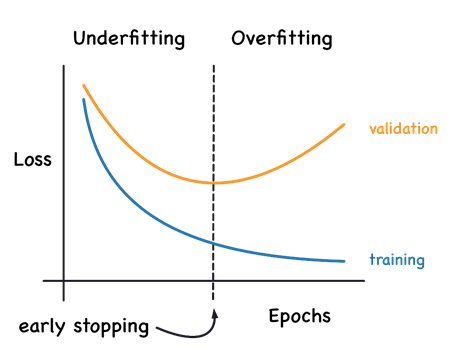 Underfitting
Overfitting
validation
Loss
training
Epochs
early stopping